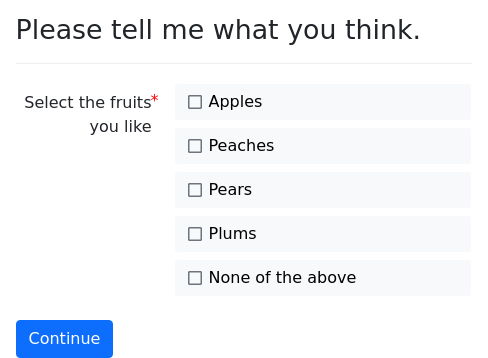 Please tell me what you think.
Select the fruits*
you like
Apples
Peaches
Pears
Plums
None of the above
Continue